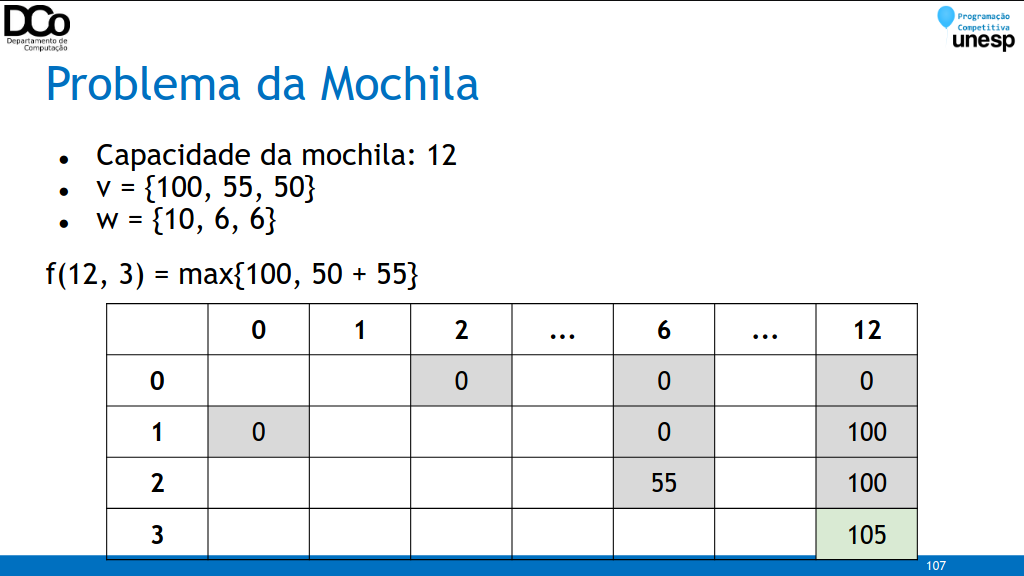 DCo
Departamento de
Computação
Programação
Competitiva
unesp
Problema da Mochila
● Capacidade da mochila: 12
● v = {100, 55, 50}
● w = {10, 6, 6}
f(12, 3) = max{100, 50 + 55}
0 1 2 ... 6 ... 12
0 0 0 0
1 0 0 100
2 55 100
3 105
107